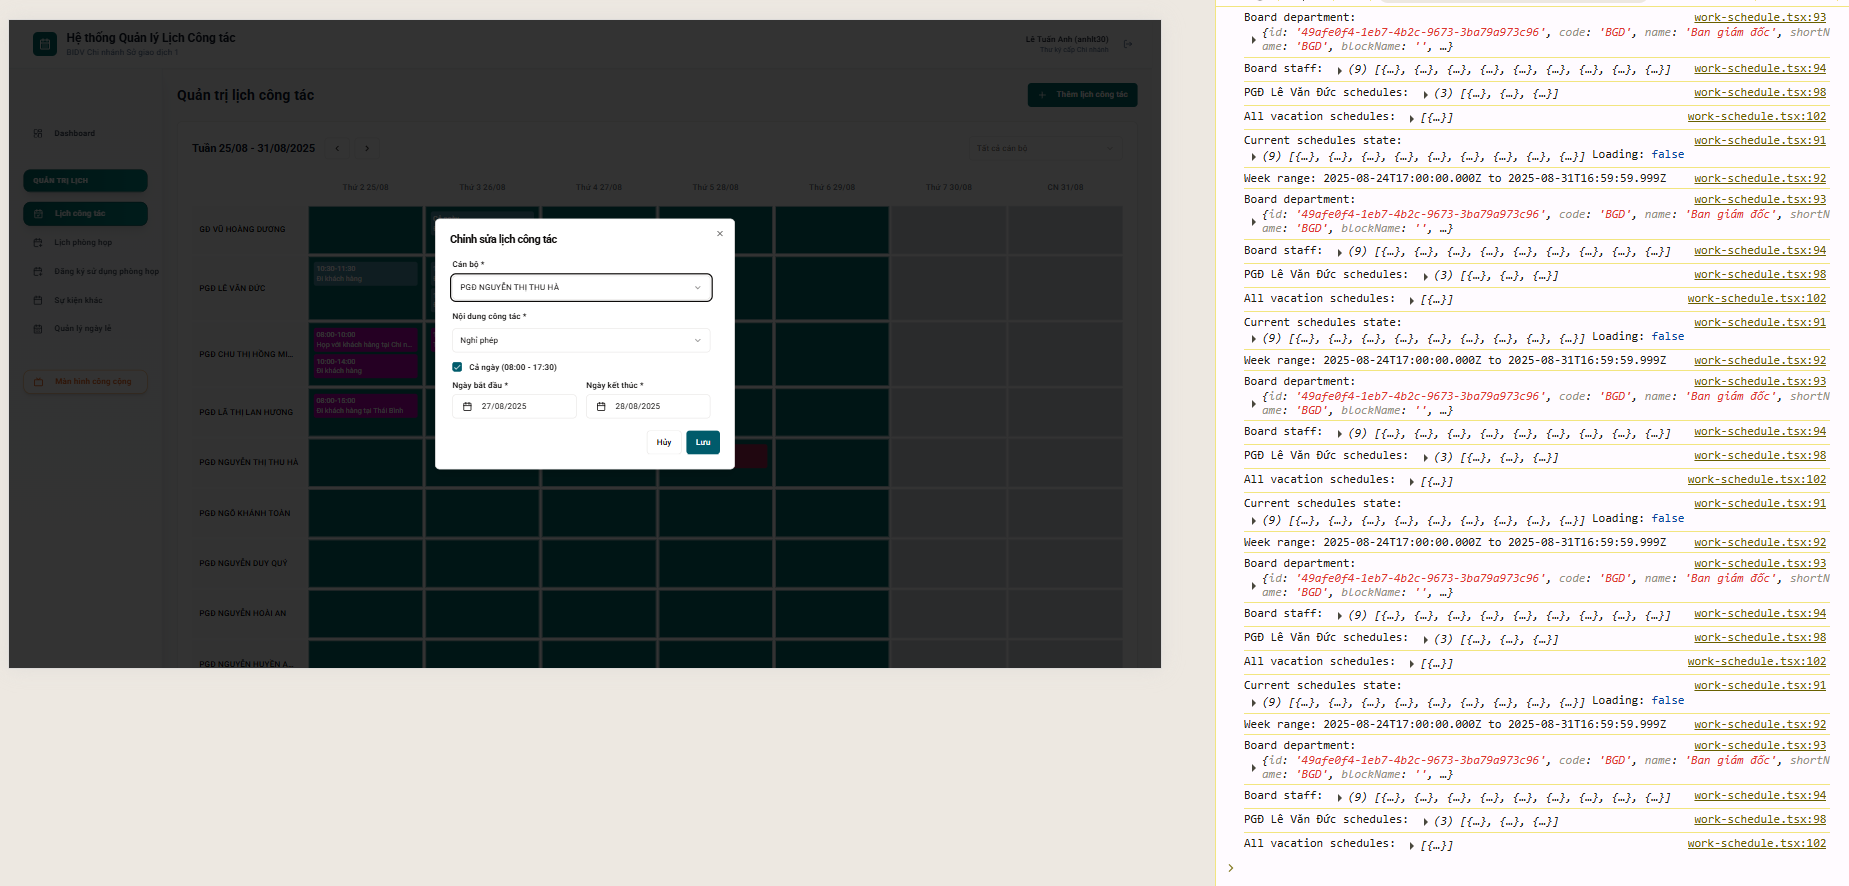 Hệ thống Quản lý Lịch Công tác
BIDV Chi nhánh Sở giao dịch 1
Lê Tuấn Anh (anhlt30)
Thư ký cấp Chi nhánh
Dashboard
QUẢN TRỊ LỊCH
Lịch công tác
Lịch phòng họp
Đăng ký sử dụng phòng họp
Sự kiện khác
Quản lý ngày lễ
Màn hình công cộng
Quản trị lịch công tác
Thêm lịch công tác
Tuần 25/08 - 31/08/2025
Tất cả cán bộ
Thứ 2 25/08
Thứ 3 26/08
Thứ 4 27/08
Thứ 5 28/08
Thứ 6 29/08
Thứ 7 30/08
CN 31/08
GĐ VŨ HOÀNG DƯƠNG
PGĐ LÊ VĂN ĐỨC
10:30-11:30
Đi khách hàng
PGĐ CHU THỊ HỒNG MI...
08:00-10:00
Họp với khách hàng tại Chi n...
10:00-14:00
Đi khách hàng
PGĐ LÃ THỊ LAN HƯƠNG
08:00-15:00
Đi khách hàng tại Thái Bình
PGĐ NGUYỄN THỊ THU HÀ
PGĐ NGÔ KHÁNH TOÀN
PGĐ NGUYỄN DUY QUÝ
PGĐ NGUYỄN HOÀI AN
PGĐ NGUYỄN HUYỀN A...
Chỉnh sửa lịch công tác
Cán bộ *
PGĐ NGUYỄN THỊ THU HÀ
Nội dung công tác *
Nghỉ phép
Cả ngày (08:00 - 17:30)
Ngày bắt đầu *
Ngày kết thúc *
27/08/2025
28/08/2025
Hủy
Lưu
Board department: work-schedule.tsx:93
{id: '49afe0f4-1eb7-4b2c-9673-3ba79a973c96', code: 'BGD', name: 'Ban giám đốc', shortN
ame: 'BGD', blockName: '', …}
Board staff: (9) [{…}, {…}, {…}, {…}, {…}, {…}, {…}, {…}, {…}] work-schedule.tsx:94
PGĐ Lê Văn Đức schedules: (3) [{…}, {…}, {…}] work-schedule.tsx:98
All vacation schedules: [{…}] work-schedule.tsx:102
Current schedules state: work-schedule.tsx:91
(9) [{…}, {…}, {…}, {…}, {…}, {…}, {…}, {…}, {…}] Loading: false
Week range: 2025-08-24T17:00:00.000Z to 2025-08-31T16:59:59.999Z work-schedule.tsx:92
Board department: work-schedule.tsx:93
{id: '49afe0f4-1eb7-4b2c-9673-3ba79a973c96', code: 'BGD', name: 'Ban giám đốc', shortN
ame: 'BGD', blockName: '', …}
Board staff: (9) [{…}, {…}, {…}, {…}, {…}, {…}, {…}, {…}, {…}] work-schedule.tsx:94
PGĐ Lê Văn Đức schedules: (3) [{…}, {…}, {…}] work-schedule.tsx:98
All vacation schedules: [{…}] work-schedule.tsx:102
Current schedules state: work-schedule.tsx:91
(9) [{…}, {…}, {…}, {…}, {…}, {…}, {…}, {…}, {…}] Loading: false
Week range: 2025-08-24T17:00:00.000Z to 2025-08-31T16:59:59.999Z work-schedule.tsx:92
Board department: work-schedule.tsx:93
{id: '49afe0f4-1eb7-4b2c-9673-3ba79a973c96', code: 'BGD', name: 'Ban giám đốc', shortN
ame: 'BGD', blockName: '', …}
Board staff: (9) [{…}, {…}, {…}, {…}, {…}, {…}, {…}, {…}, {…}] work-schedule.tsx:94
PGĐ Lê Văn Đức schedules: (3) [{…}, {…}, {…}] work-schedule.tsx:98
All vacation schedules: [{…}] work-schedule.tsx:102
Current schedules state: work-schedule.tsx:91
(9) [{…}, {…}, {…}, {…}, {…}, {…}, {…}, {…}, {…}] Loading: false
Week range: 2025-08-24T17:00:00.000Z to 2025-08-31T16:59:59.999Z work-schedule.tsx:92
Board department: work-schedule.tsx:93
{id: '49afe0f4-1eb7-4b2c-9673-3ba79a973c96', code: 'BGD', name: 'Ban giám đốc', shortN
ame: 'BGD', blockName: '', …}
Board staff: (9) [{…}, {…}, {…}, {…}, {…}, {…}, {…}, {…}, {…}] work-schedule.tsx:94
PGĐ Lê Văn Đức schedules: (3) [{…}, {…}, {…}] work-schedule.tsx:98
All vacation schedules: [{…}] work-schedule.tsx:102
Current schedules state: work-schedule.tsx:91
(9) [{…}, {…}, {…}, {…}, {…}, {…}, {…}, {…}, {…}] Loading: false
Week range: 2025-08-24T17:00:00.000Z to 2025-08-31T16:59:59.999Z work-schedule.tsx:92
Board department: work-schedule.tsx:93
{id: '49afe0f4-1eb7-4b2c-9673-3ba79a973c96', code: 'BGD', name: 'Ban giám đốc', shortN
ame: 'BGD', blockName: '', …}
Board staff: (9) [{…}, {…}, {…}, {…}, {…}, {…}, {…}, {…}, {…}] work-schedule.tsx:94
PGĐ Lê Văn Đức schedules: (3) [{…}, {…}, {…}] work-schedule.tsx:98
All vacation schedules: [{…}] work-schedule.tsx:102